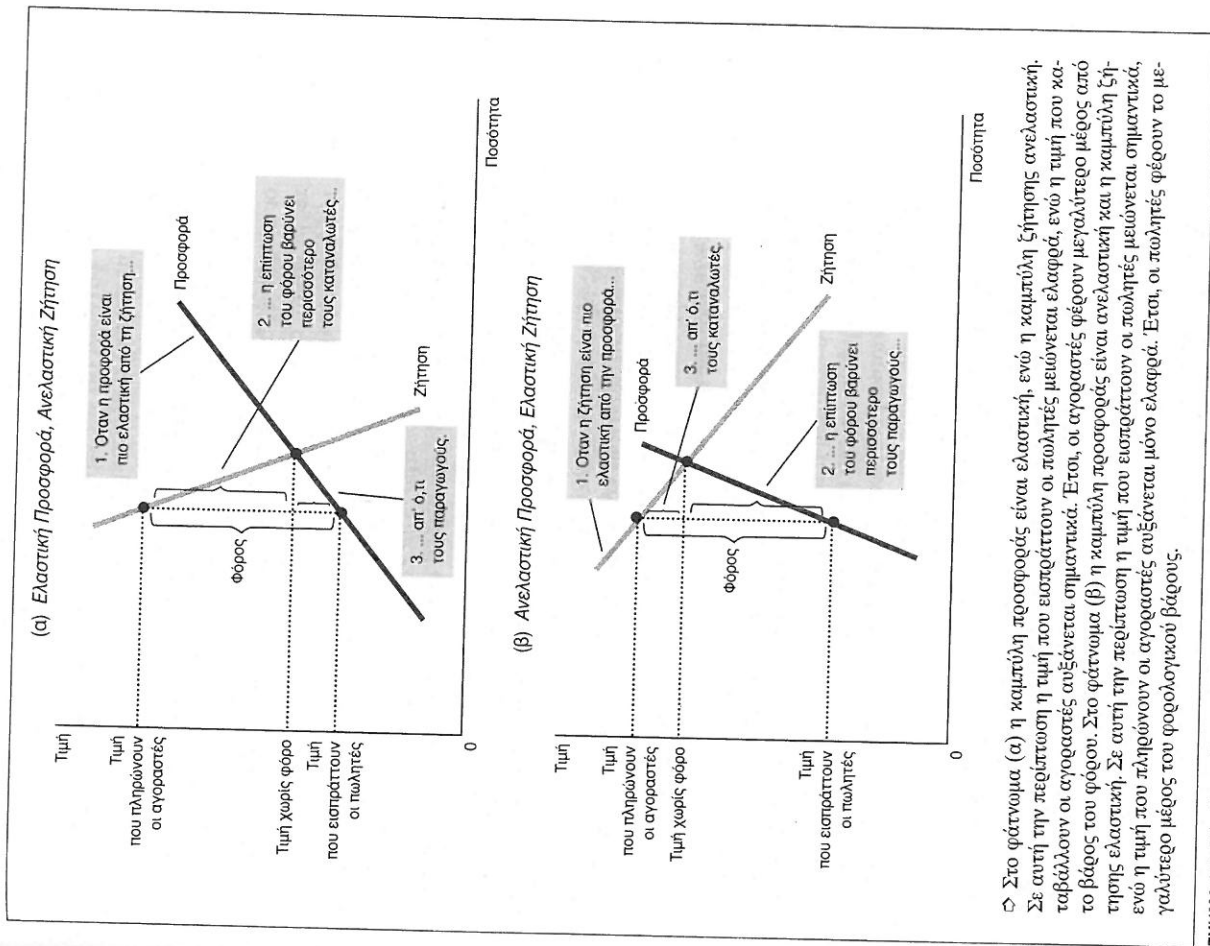 (α) Ελαστική Προσφορά, Ανελαστική Ζήτηση
Τιμή
1. Όταν η προφορά είναι
πιο ελαστική από τη ζήτηση...
Προσφορά
2. ... η επίπτωση
του φόρου βαρύνει
περισσότερο
τους καταναλωτές...
Τιμή
που πληρώνουν
οι αγοραστές
Φόρος
Τιμή χωρίς φόρο
Τιμή
που εισπράττουν
οι πωλητές
3. ... απ' ό,τι
τους παραγωγούς.
Ζήτηση
0
Ποσότητα
(β) Ανελαστική Προσφορά, Ελαστική Ζήτηση
Τιμή
1. Όταν η ζήτηση είναι πιο
ελαστική από την προσφορά...
Προσφορά
Τιμή
που πληρώνουν
οι αγοραστές
Τιμή χωρίς φόρο
3. ... απ' ό,τι
τους καταναλωτές.
Φόρος
Ζήτηση
2. ... η επίπτωση
του φόρου βαρύνει
περισσότερο
τους παραγωγούς...
Τιμή
που εισπράττουν
οι πωλητές
0
Ποσότητα
Στο φάτνωμα (α) η καμπύλη προσφοράς είναι ελαστική, ενώ η καμπύλη ζήτησης ανελαστική.
Σε αυτή την περίπτωση η τιμή που εισπράττουν οι πωλητές μειώνεται ελαφρά, ενώ η τιμή που κα-
ταβάλλουν οι αγοραστές αυξάνεται σημαντικά. Έτσι, οι αγοραστές φέρουν μεγαλύτερο μέρος από
το βάρος του φόρου. Στο φάτνωμα (β) η καμπύλη προσφοράς είναι ανελαστική και η καμπύλη ζή-
τησης ελαστική. Σε αυτή την περίπτωση η τιμή που εισπράττουν οι πωλητές μειώνεται σημαντικά,
ενώ η τιμή που πληρώνουν οι αγοραστές αυξάνεται μόνο ελαφρά. Έτσι, οι πωλητές φέρουν το με-
γαλύτερο μέρος του φορολογικού βάρους.